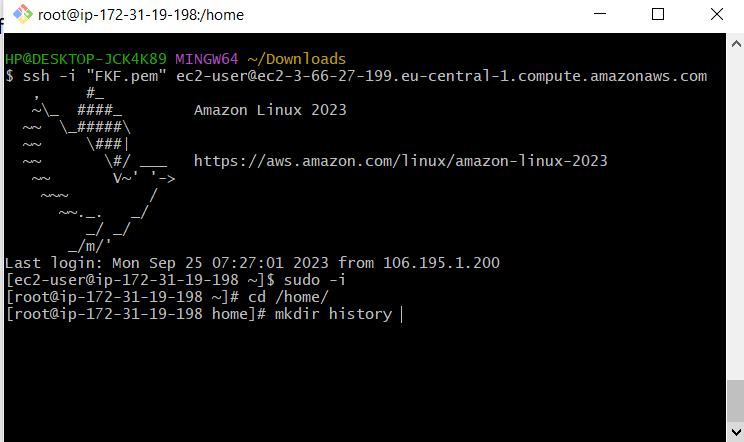 root@ip-172-31-19-198:/home
HP@DESKTOP-JCK4K89 MINGW64 ~/Downloads
$ ssh -i "FKF.pem" ec2-user@ec2-3-66-27-199.eu-central-1.compute.amazonaws.com
   ,     #_
   ~\_  ####_        Amazon Linux 2023
  ~~  \_#####\
  ~~     \###|
  ~~       \#/ ___   https://aws.amazon.com/linux/amazon-linux-2023
   ~~       V~' '->
    ~~~         /
      ~~._.   _/
         _/ _/
       _/m/'
Last login: Mon Sep 25 07:27:01 2023 from 106.195.1.200
[ec2-user@ip-172-31-19-198 ~]$ sudo -i
[root@ip-172-31-19-198 ~]# cd /home/
[root@ip-172-31-19-198 home]# mkdir history